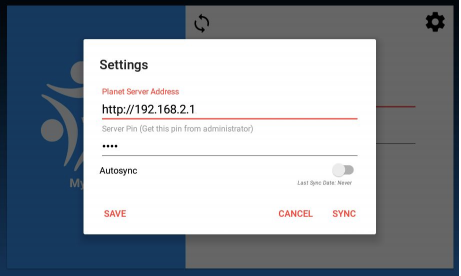 Settings
Planet Server Address
http://192.168.2.1
Server Pin (Get this pin from administrator)
••••
Autosync
Last Sync Date: Never
SAVE CANCEL SYNC
My